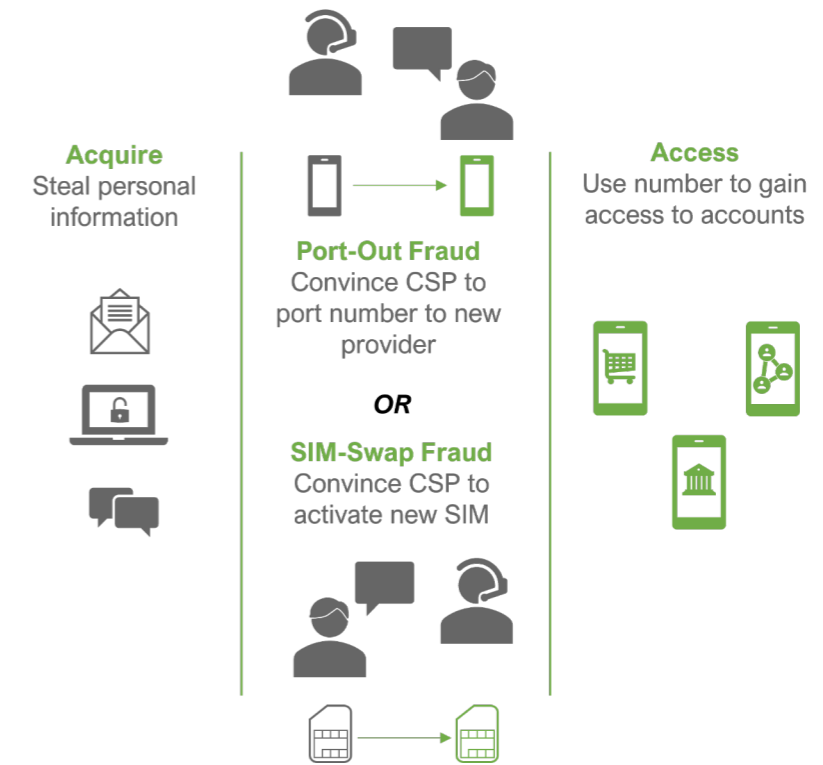 Acquire
Steal personal
information
Port-Out Fraud
Convince CSP to
port number to new
provider
OR
SIM-Swap Fraud
Convince CSP to
activate new SIM
Access
Use number to gain
access to accounts